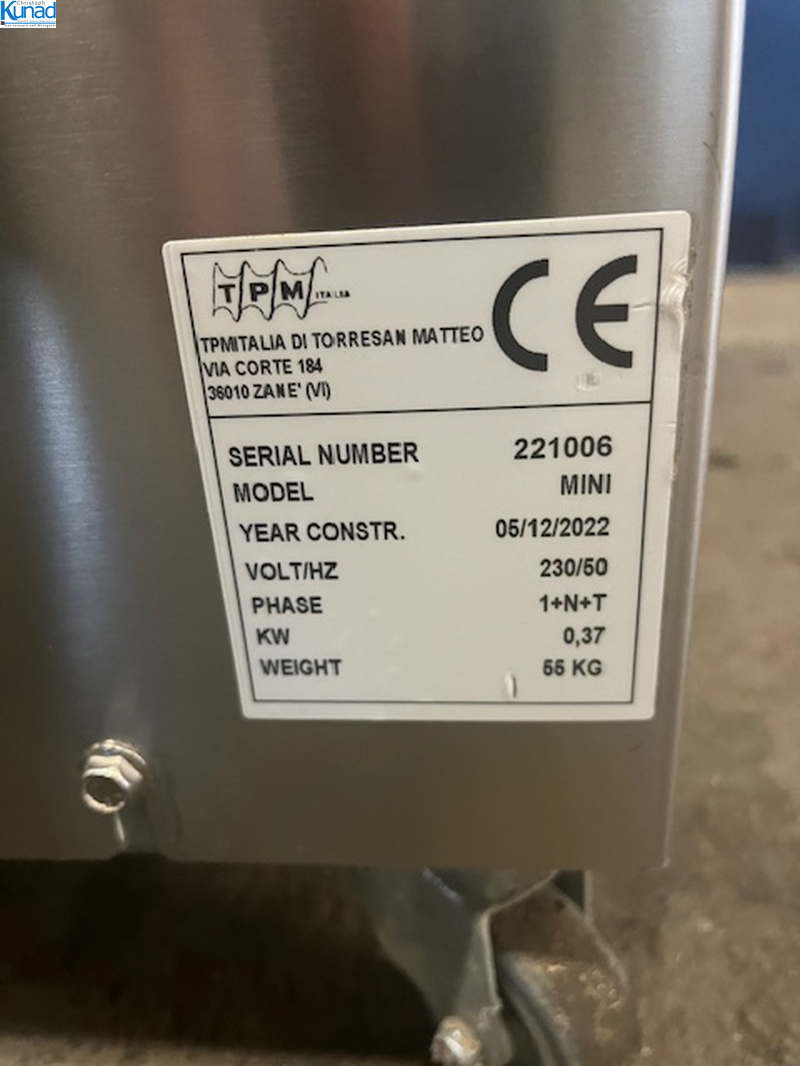 Christoph
Kunad
TPM ITALIA
TPMITALIA DI TORRESAN MATTEO
VIA CORTE 184
36010 ZANE' (VI)
CE
SERIAL NUMBER 221006
MODEL MINI
YEAR CONSTR. 05/12/2022
VOLT/HZ 230/50
PHASE 1+N+T
KW 0,37
WEIGHT 55 KG